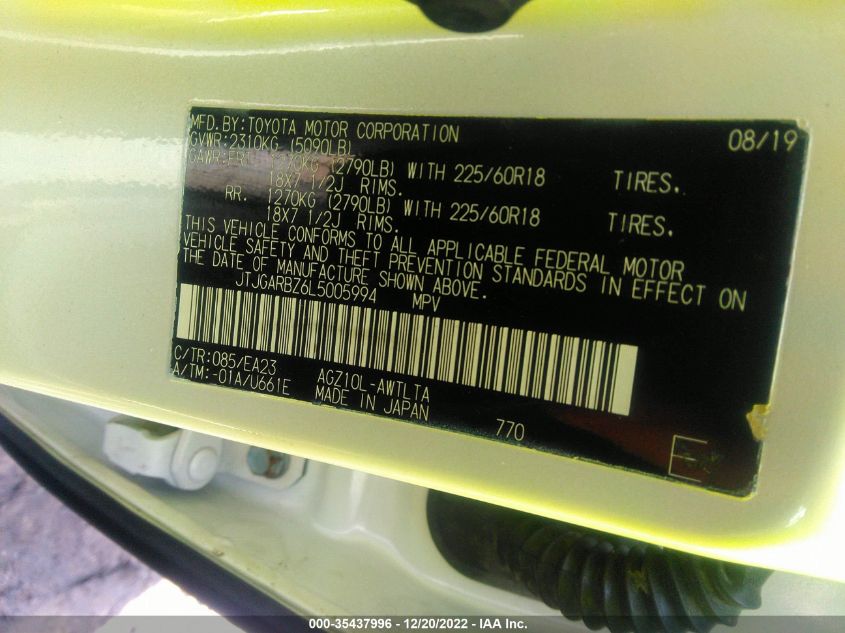 MFD.BY:TOYOTA MOTOR CORPORATION 08/19
GVWR:2310KG (5090LB)
GAWR:FRT. 1270KG (2790LB) WITH 225/60R18 TIRES.
18X7 1/2J RIMS.
RR. 1270KG (2790LB) WITH 225/60R18 TIRES.
18X7 1/2J RIMS.
THIS VEHICLE CONFORMS TO ALL APPLICABLE FEDERAL MOTOR
VEHICLE SAFETY AND THEFT PREVENTION STANDARDS IN EFFECT ON
THE DATE OF MANUFACTURE SHOWN ABOVE.
JTJGARBZ6L5005994 MPV
C/TR:085/EA23 AGZ10L-AWTLTA
A/TM:-01A/U661E MADE IN JAPAN 770
000-35437996 - 12/20/2022 - IAA Inc.